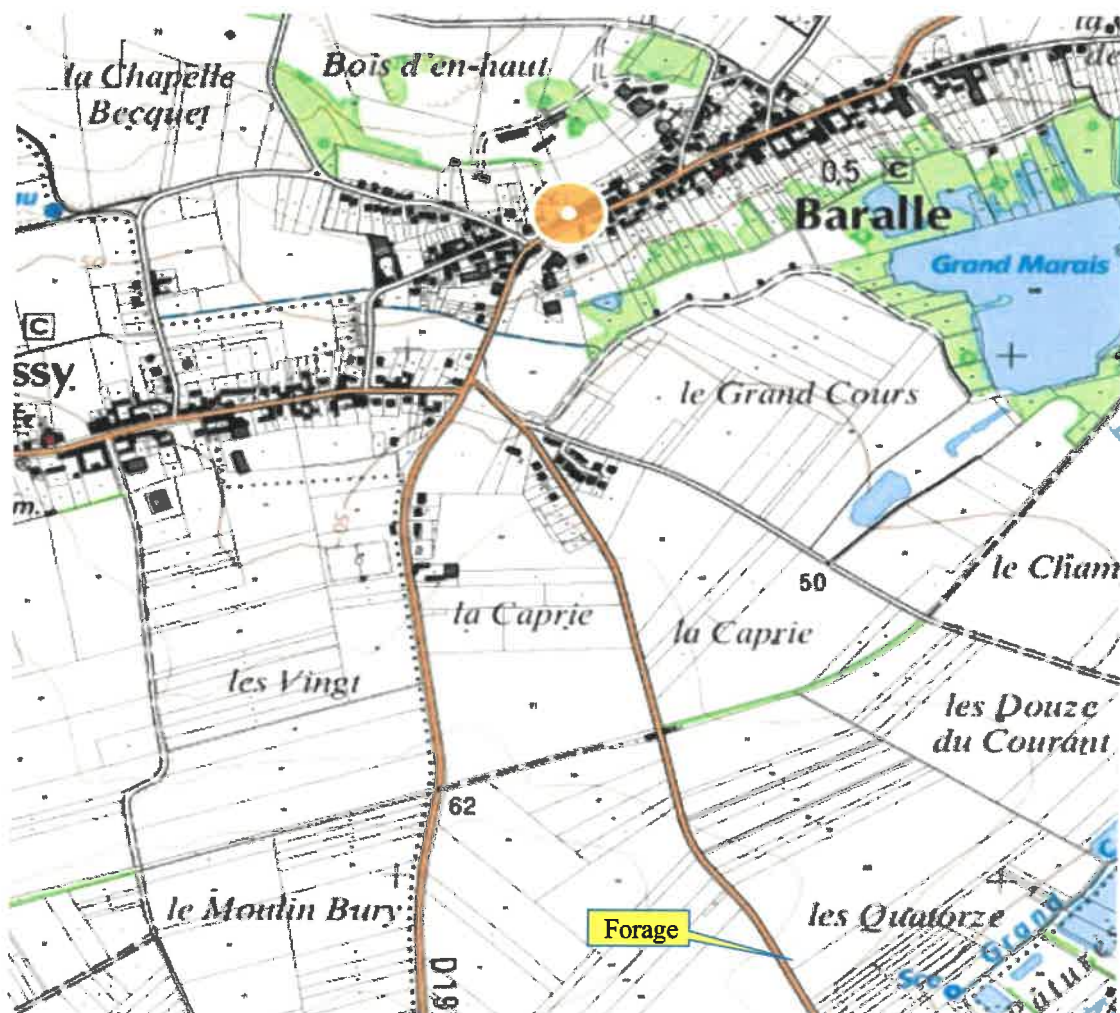 la Chapelle
Becquet
Bois d'en-haut
0,5 C
Baralle
Grand Marais
C
ssy
le Grand Cours
m.
50
le Cham
la Caprie
la Caprie
les Vingt
les Douze
du Courant
62
le Moulin Bury
Forage
les Quatorze
Grand
D19